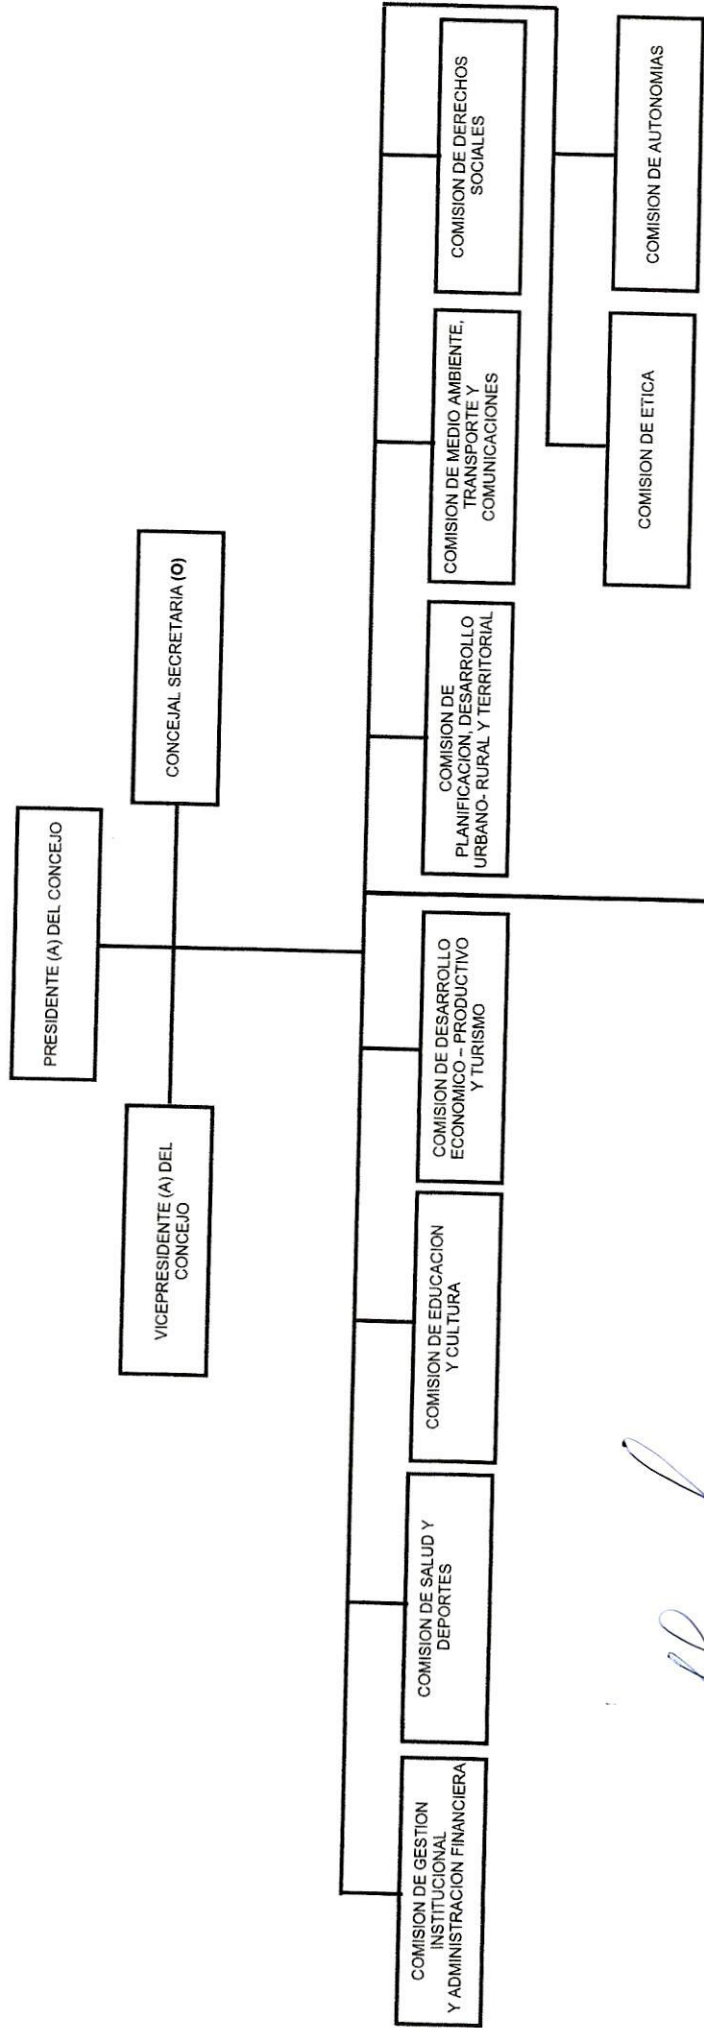 PRESIDENTE (A) DEL CONCEJO
VICEPRESIDENTE (A) DEL
CONCEJO
CONCEJAL SECRETARIA (O)
COMISION DE GESTION
INSTITUCIONAL
Y ADMINISTRACION FINANCIERA
COMISION DE SALUD Y
DEPORTES
COMISION DE EDUCACION
Y CULTURA
COMISION DE DESARROLLO
ECONOMICO – PRODUCTIVO
Y TURISMO
COMISION DE
PLANIFICACION, DESARROLLO
URBANO- RURAL Y TERRITORIAL
COMISION DE MEDIO AMBIENTE,
TRANSPORTE Y
COMUNICACIONES
COMISION DE DERECHOS
SOCIALES
COMISION DE ETICA
COMISION DE AUTONOMIAS